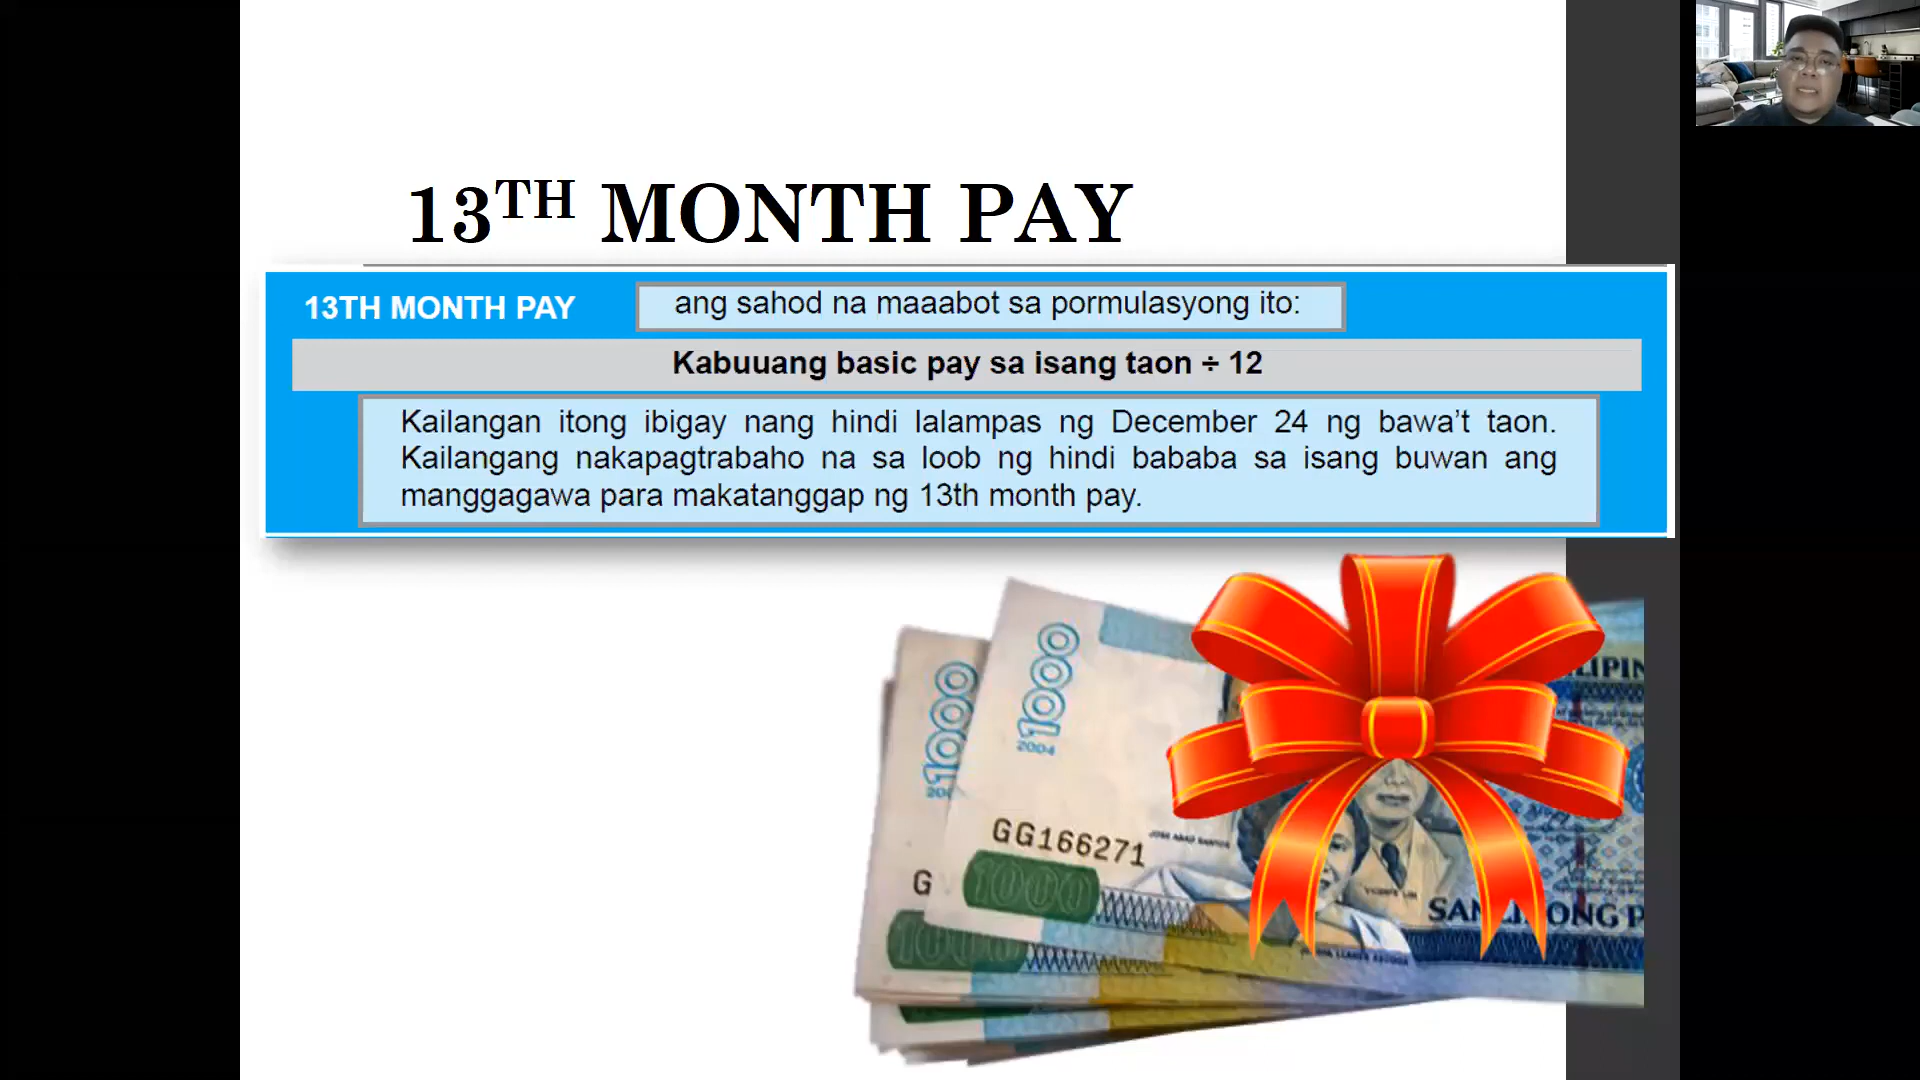 13TH MONTH PAY
13TH MONTH PAY
ang sahod na maaabot sa pormulasyong ito:
Kabuuang basic pay sa isang taon ÷ 12
Kailangan itong ibigay nang hindi lalampas ng December 24 ng bawa’t taon.
Kailangang nakapagtrabaho na sa loob ng hindi bababa sa isang buwan ang
manggagawa para makatanggap ng 13th month pay.
1000
2004
1000
GG166271
G
1000
1000